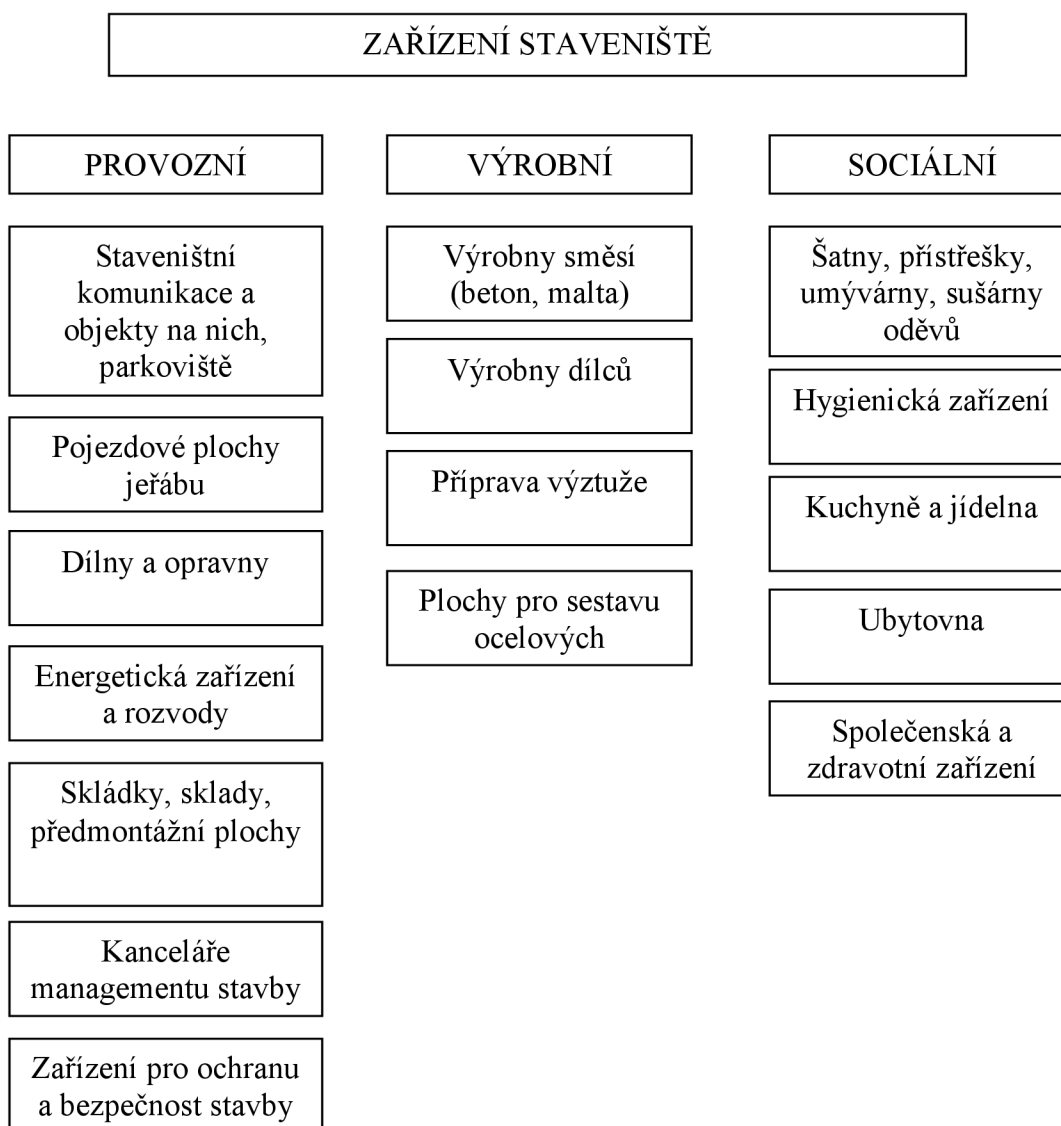 ZAŘÍZENÍ STAVENIŠTĚ
PROVOZNÍ
Staveništní
komunikace a
objekty na nich,
parkoviště
Pojezdové plochy
jeřábu
Dílny a opravny
Energetická zařízení
a rozvody
Skládky, sklady,
předmontážní plochy
Kanceláře
managementu stavby
Zařízení pro ochranu
a bezpečnost stavby
VÝROBNÍ
Výrobny směsí
(beton, malta)
Výrobny dílců
Příprava výztuže
Plochy pro sestavu
ocelových
SOCIÁLNÍ
Šatny, přístřešky,
umývárny, sušárny
oděvů
Hygienická zařízení
Kuchyně a jídelna
Ubytovna
Společenská a
zdravotní zařízení